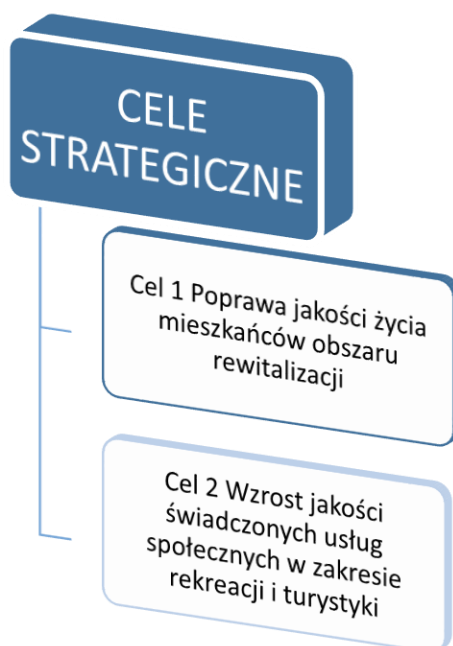 CELE
STRATEGICZNE
Cel 1 Poprawa jakości życia
mieszkańców obszaru
rewitalizacji
Cel 2 Wzrost jakości
świadczonych usług
społecznych w zakresie
rekreacji i turystyki